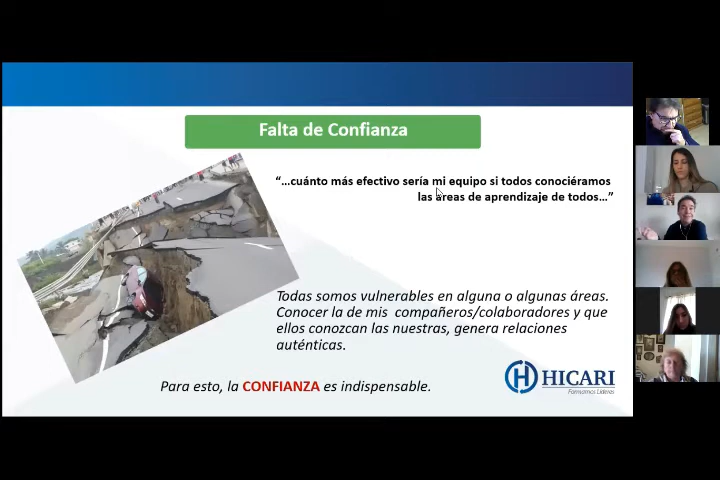 Falta de Confianza
“...cuánto más efectivo sería mi equipo si todos conociéramos
las áreas de aprendizaje de todos...”
Todas somos vulnerables en alguna o algunas áreas.
Conocer la de mis compañeros/colaboradores y que
ellos conozcan las nuestras, genera relaciones
auténticas.
Para esto, la CONFIANZA es indispensable.
HICARI
Formamos Líderes